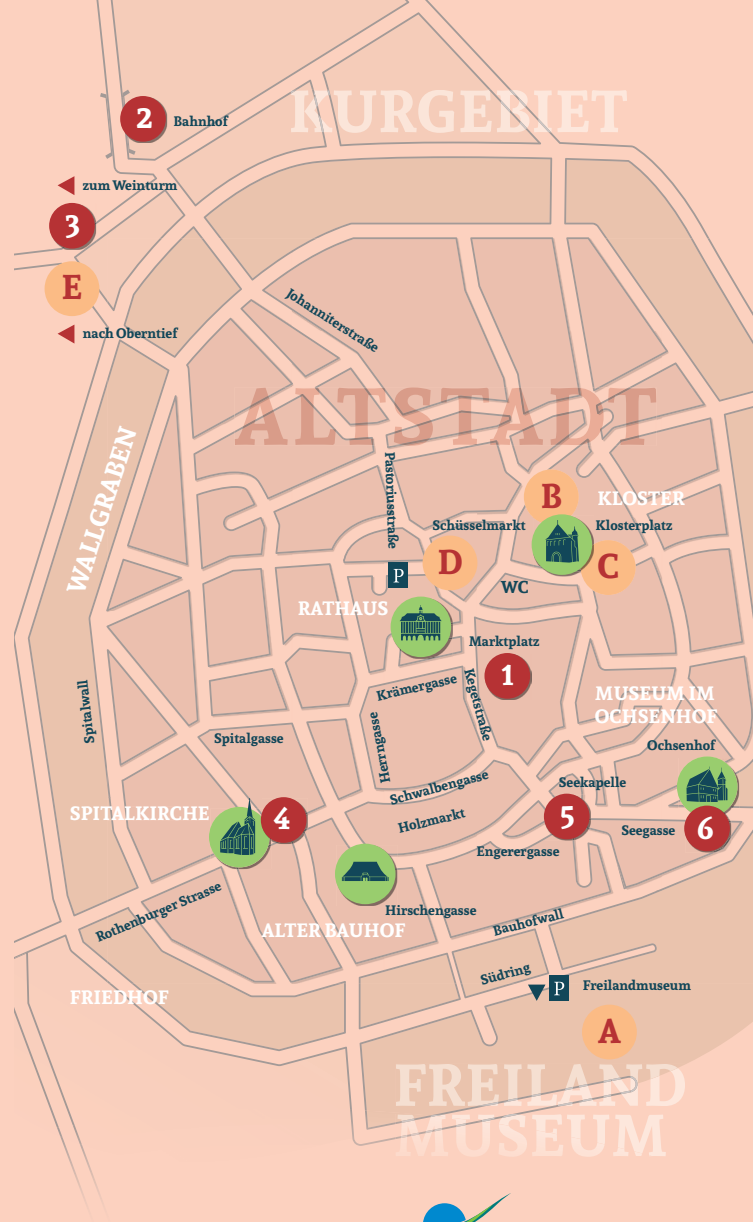 KURGEBIET
2
Bahnhof
zum Weinturm
3
E
nach Oberntief
Johanniterstraße
ALTSTADT
WALLGRABEN
Pastoriusstraße
B
KLOSTER
Schüsselmarkt
Klosterplatz
D
C
P
WC
RATHAUS
Marktplatz
1
Krämergasse
Kegetstraße
MUSEUM IM
OCHSENHOF
Spitalwall
Spitalgasse
Herrngasse
Ochsenhof
Schwalbengasse
Seekapelle
SPITALKIRCHE
4
Holzmarkt
5
Seegasse
6
Engerergasse
Rothenburger Strasse
Hirschengasse
ALTER BAUHOF
Bauhofwall
Südring
P
Freilandmuseum
FRIEDHOF
A
FREILAND
MUSEUM